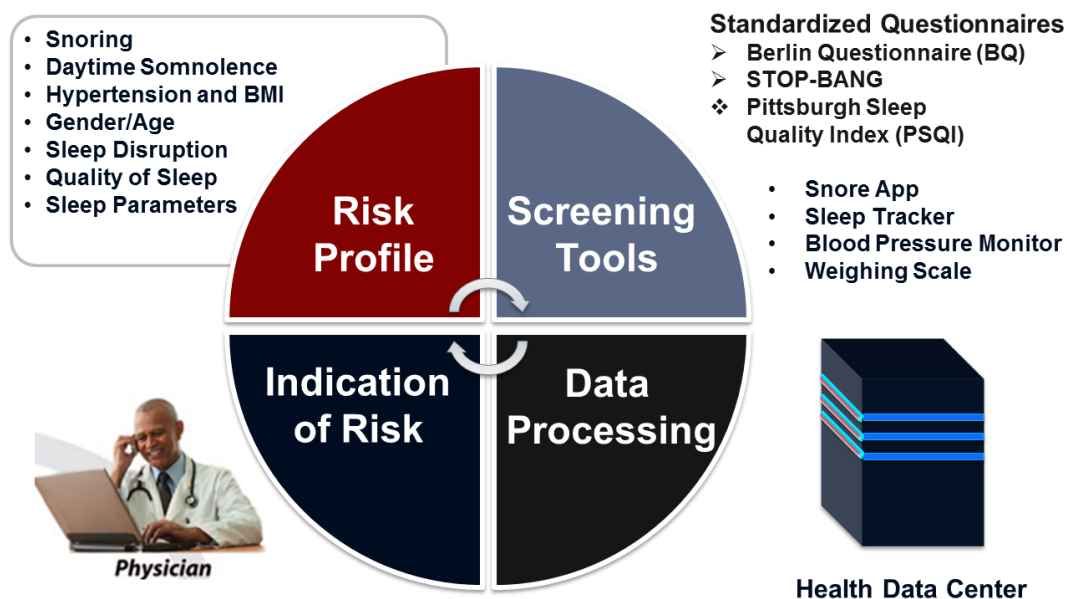 • Snoring
• Daytime Somnolence
• Hypertension and BMI
• Gender/Age
• Sleep Disruption
• Quality of Sleep
• Sleep Parameters
Standardized Questionnaires
➢ Berlin Questionnaire (BQ)
➢ STOP-BANG
❖ Pittsburgh Sleep
Quality Index (PSQI)
• Snore App
• Sleep Tracker
• Blood Pressure Monitor
• Weighing Scale
Risk
Profile
Screening
Tools
Indication
of Risk
Data
Processing
Physician
Health Data Center